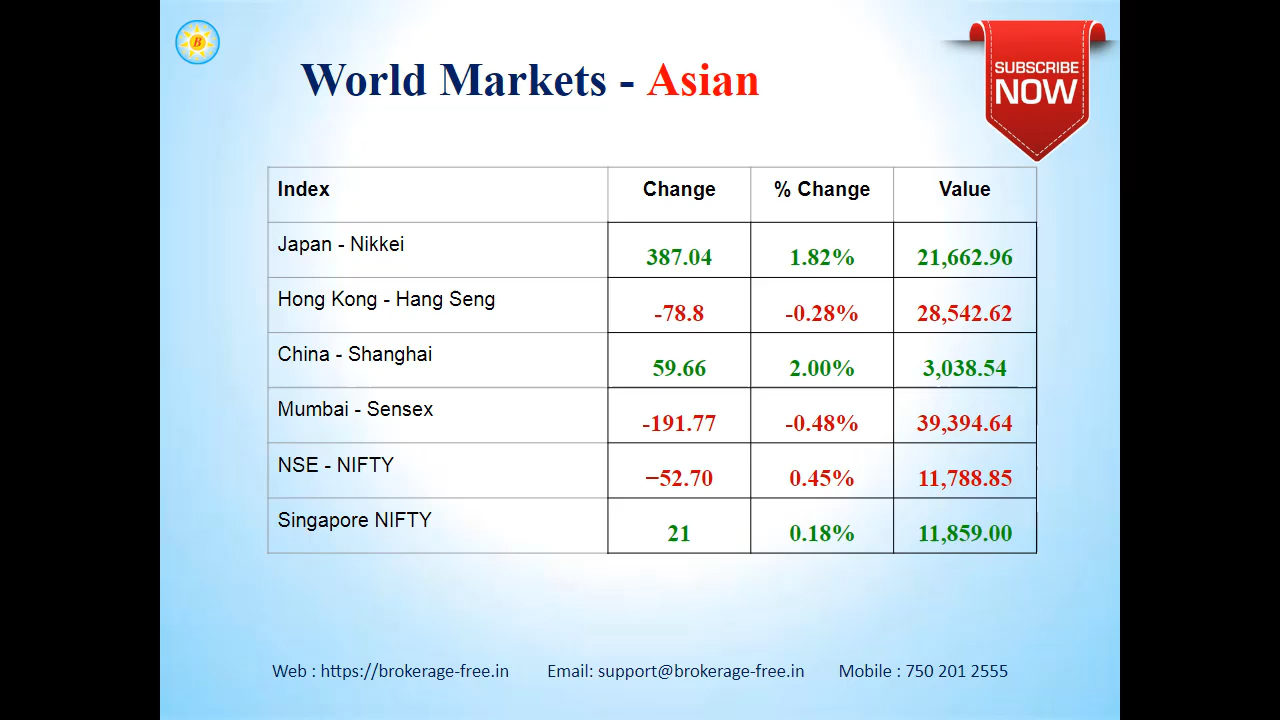 B
World Markets - Asian
SUBSCRIBE
NOW
Index Change % Change Value
Japan - Nikkei 387.04 1.82% 21,662.96
Hong Kong - Hang Seng -78.8 -0.28% 28,542.62
China - Shanghai 59.66 2.00% 3,038.54
Mumbai - Sensex -191.77 -0.48% 39,394.64
NSE - NIFTY −52.70 0.45% 11,788.85
Singapore NIFTY 21 0.18% 11,859.00
Web : https://brokerage-free.in Email: support@brokerage-free.in Mobile : 750 201 2555